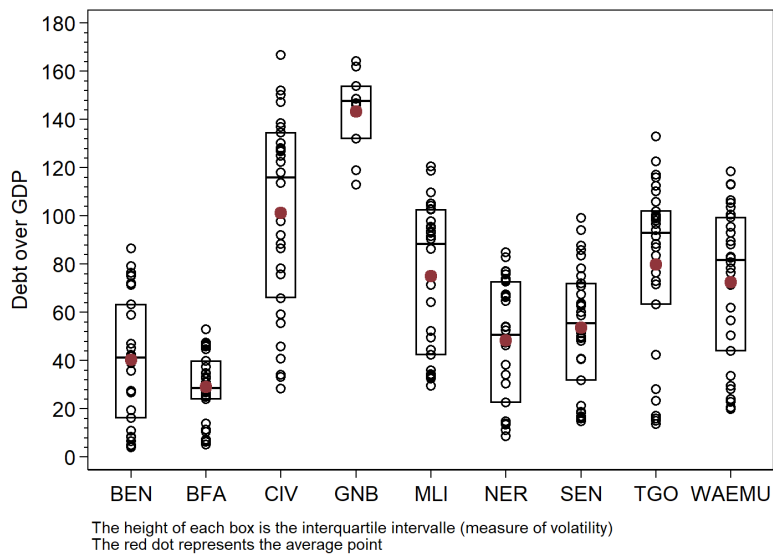 180
160
140
120
100
80
60
40
20
0
Debt over GDP
BEN BFA CIV GNB MLI NER SEN TGO WAEMU
The height of each box is the interquartile intervalle (measure of volatility)
The red dot represents the average point